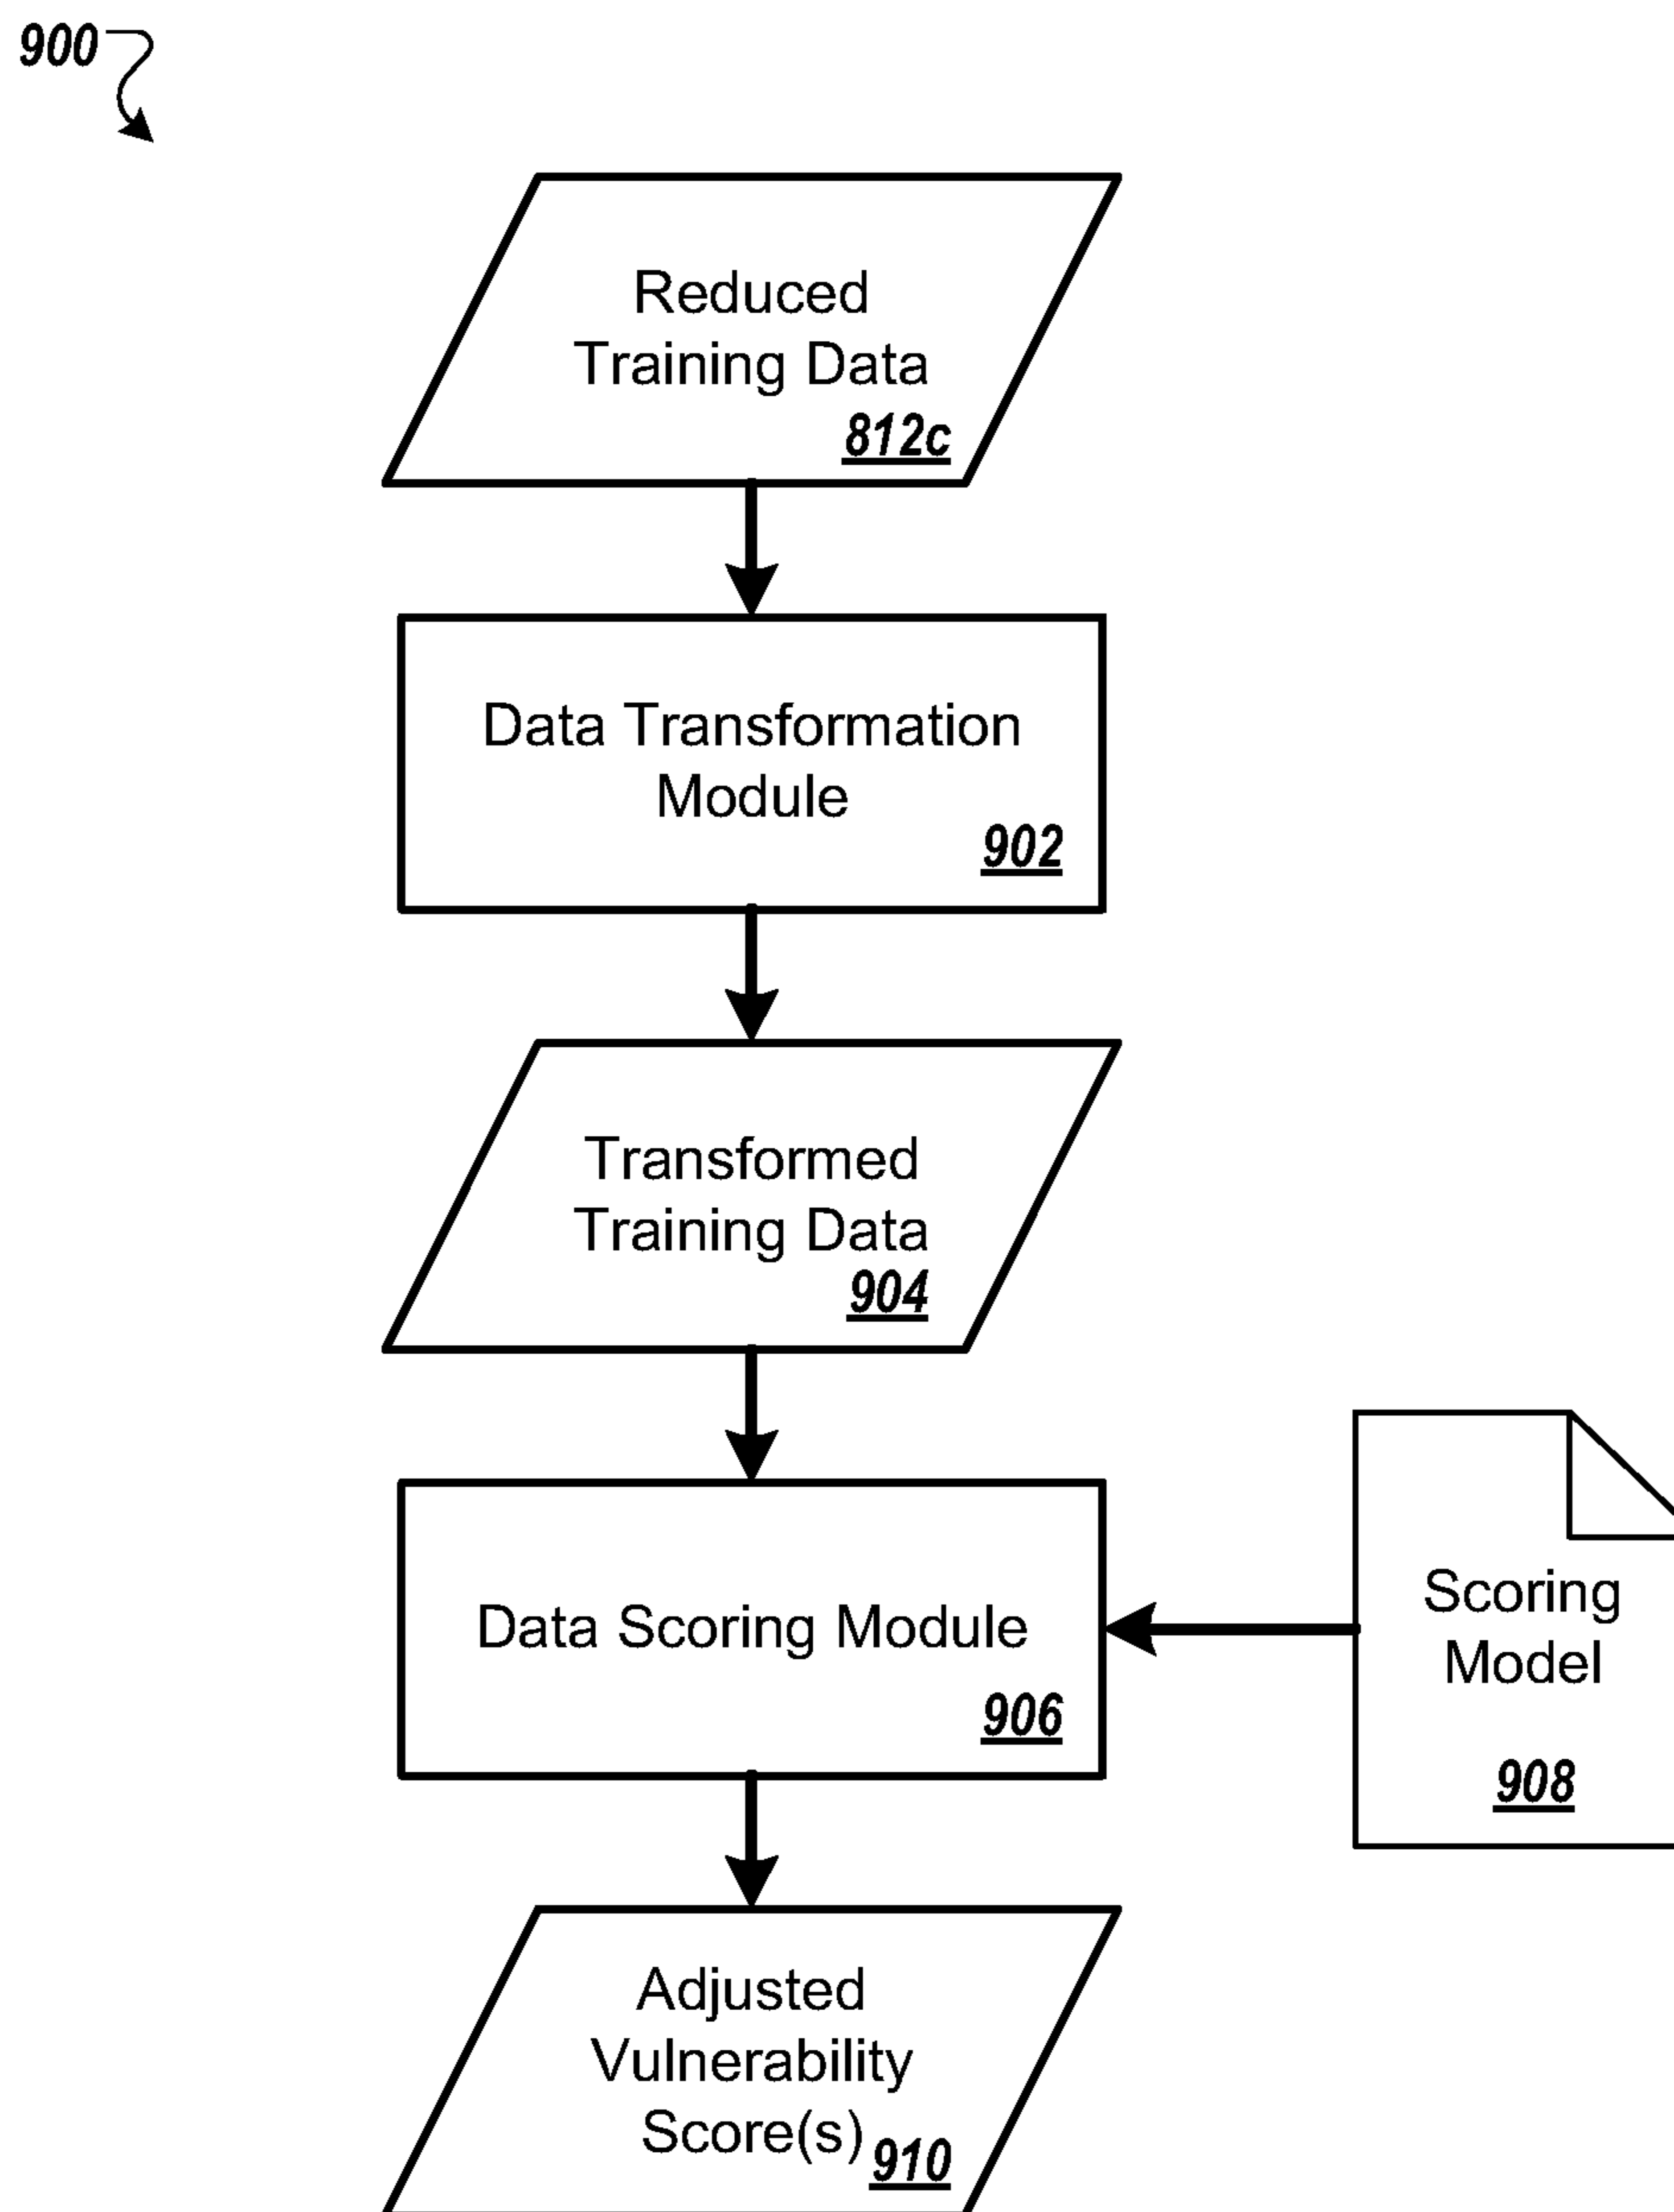 900
Reduced
Training Data
812c
Data Transformation
Module
902
Transformed
Training Data
904
Data Scoring Module
906
Scoring
Model
908
Adjusted
Vulnerability
Score(s)
910